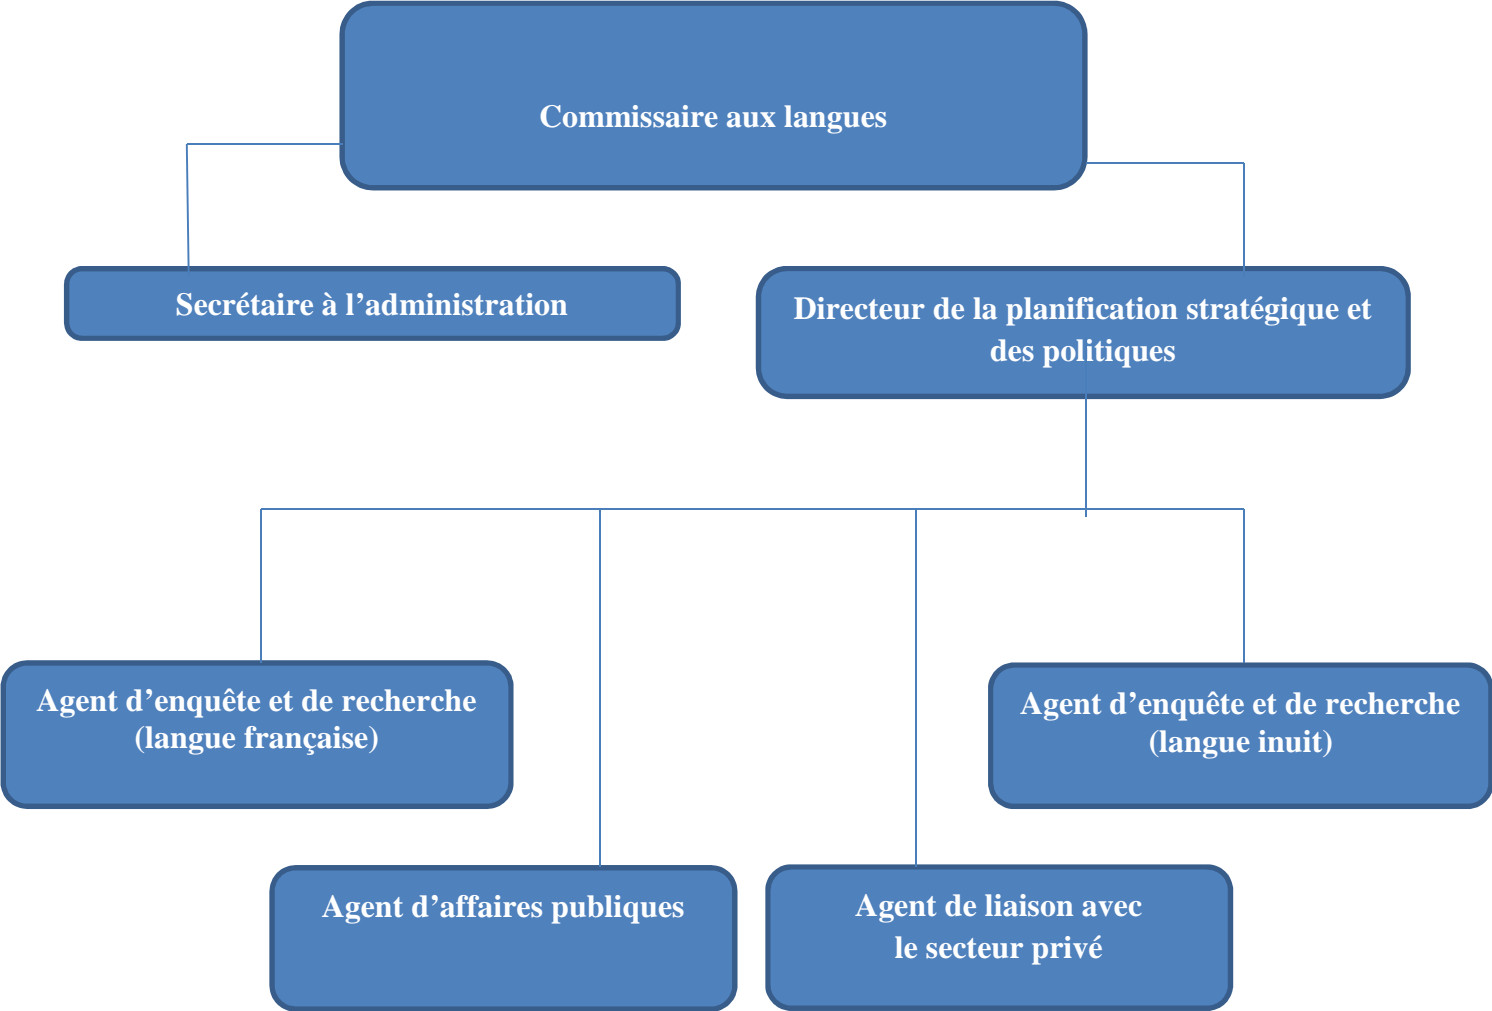 Commissaire aux langues
Secrétaire à l’administration
Directeur de la planification stratégique et
des politiques
Agent d’enquête et de recherche
(langue française)
Agent d’enquête et de recherche
(langue inuit)
Agent d’affaires publiques
Agent de liaison avec
le secteur privé